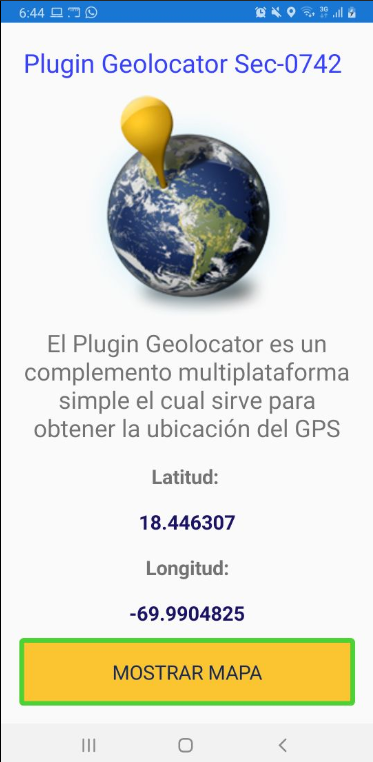 6:44
3G
Plugin Geolocator Sec-0742
El Plugin Geolocator es un
complemento multiplataforma
simple el cual sirve para
obtener la ubicación del GPS
Latitud:
18.446307
Longitud:
-69.9904825
MOSTRAR MAPA